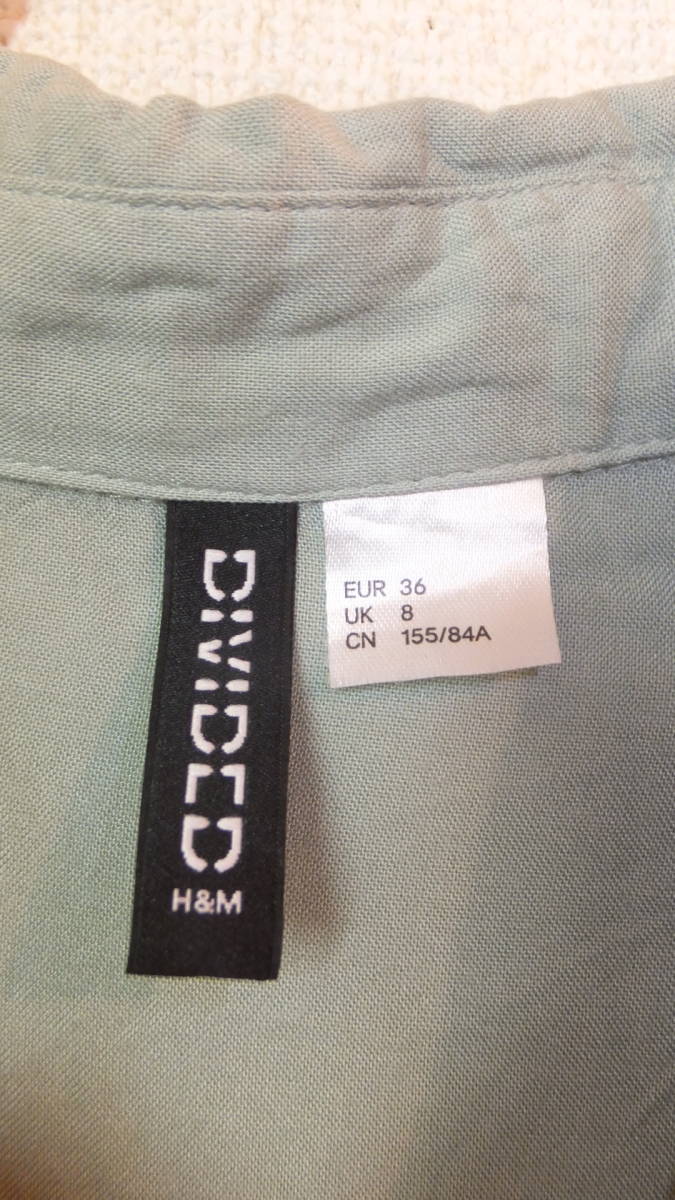 DIVIDED
H&M
EUR 36
UK 8
CN 155/84A